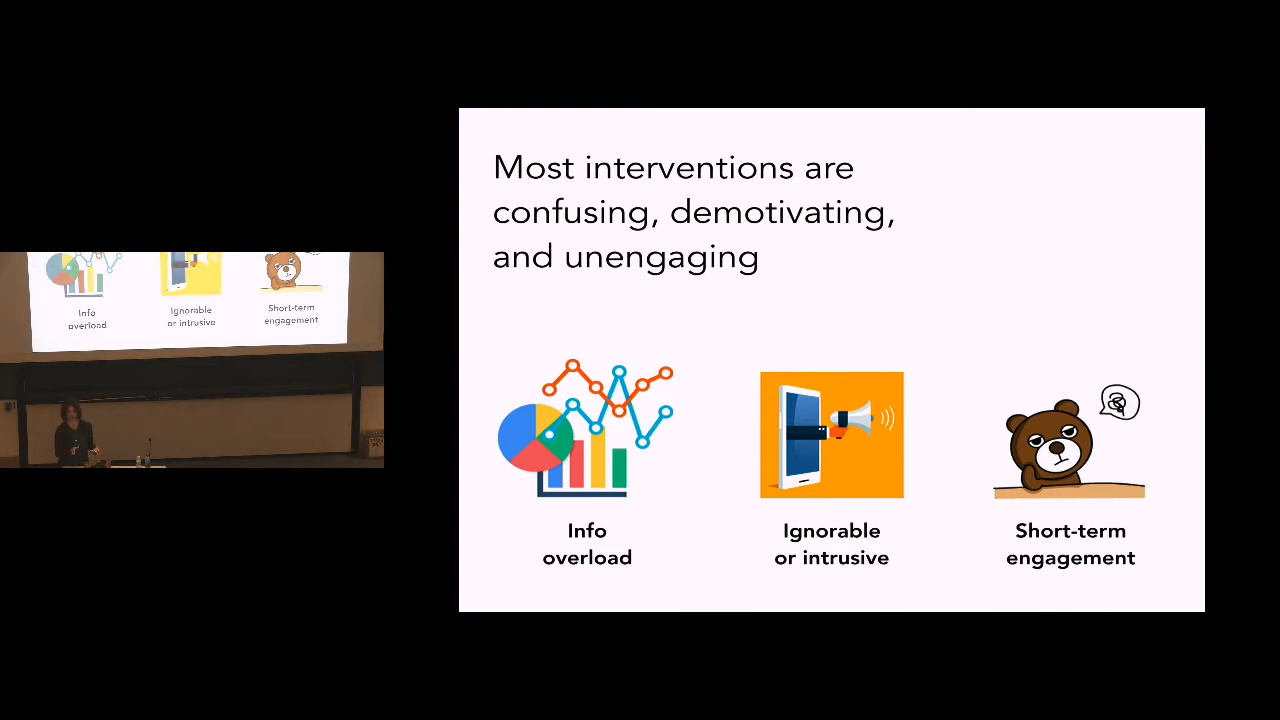 Most interventions are
confusing, demotivating,
and unengaging
Info
overload
Ignorable
or intrusive
Short-term
engagement
Info
overload
Ignorable
or intrusive
Short-term
engagement